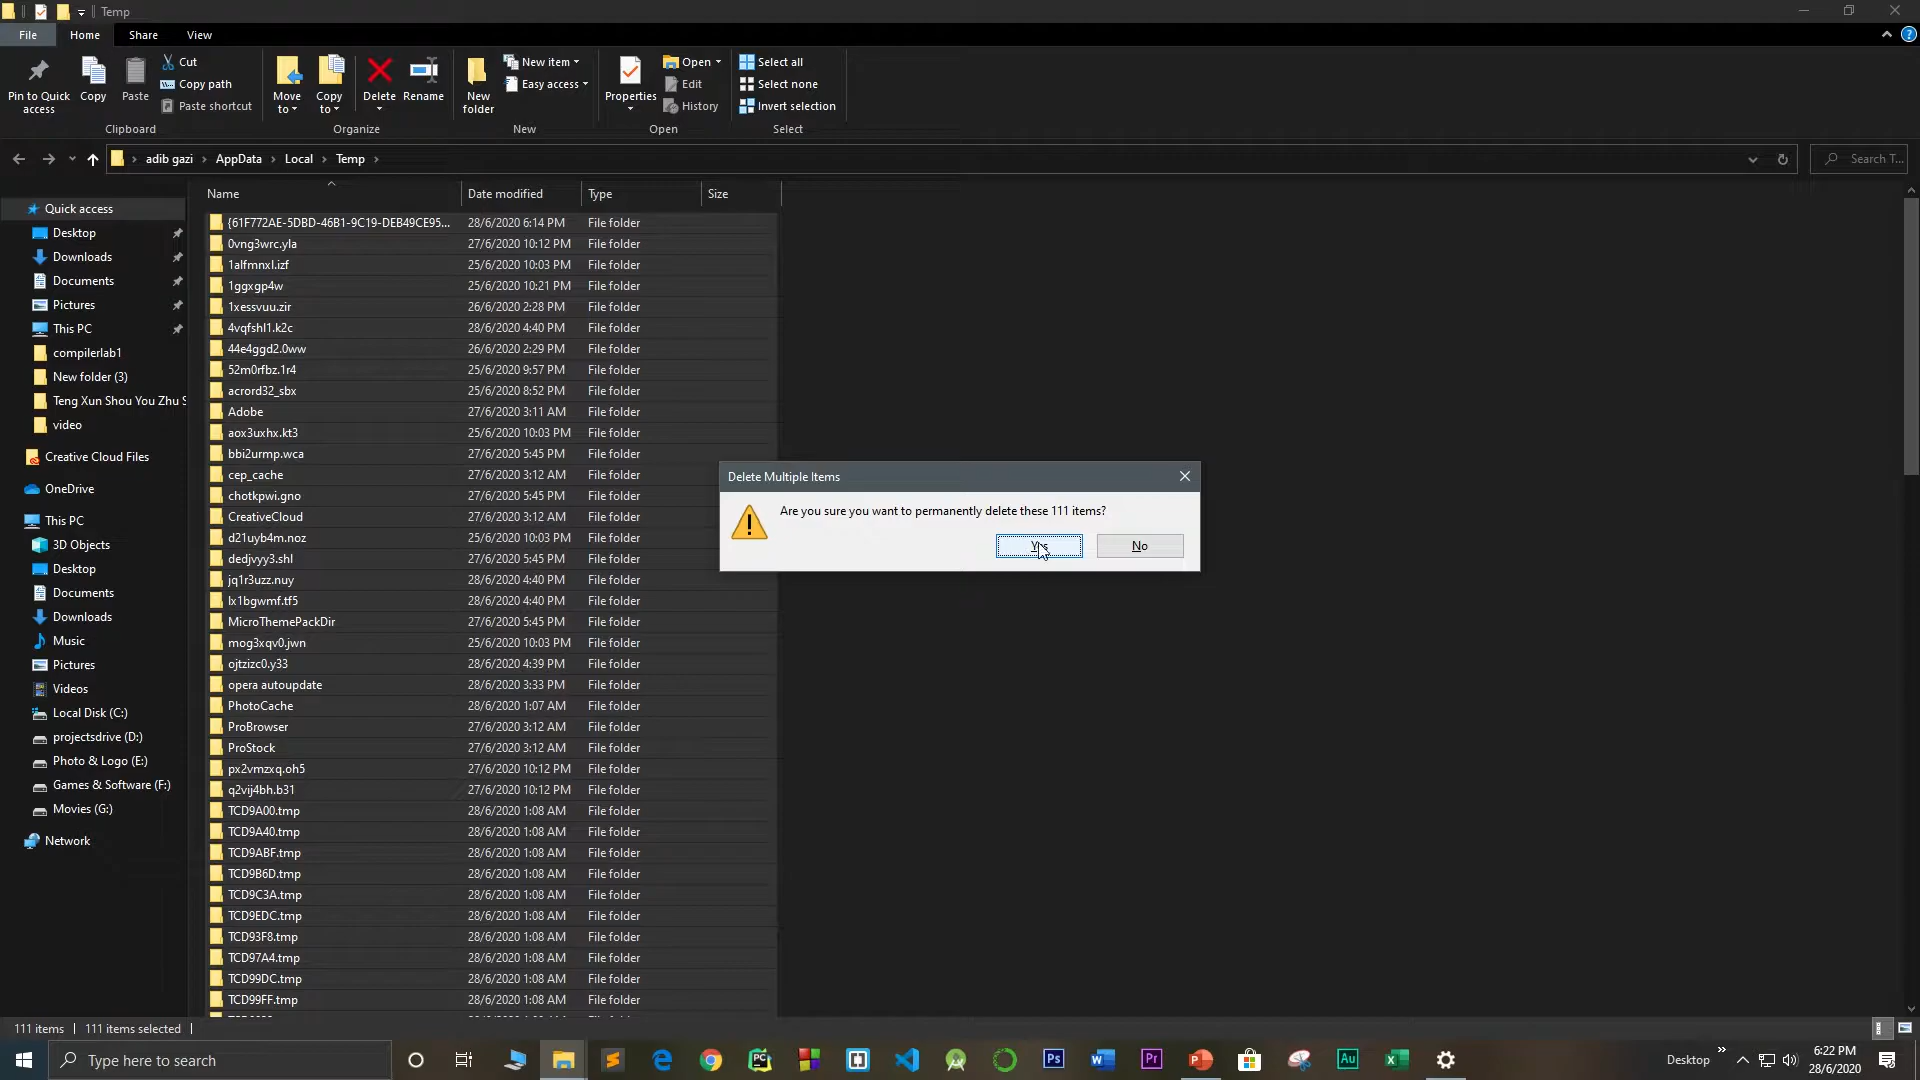 Temp
File
Home
Share
View
Pin to Quick access
Copy
Paste
Cut
Copy path
Paste shortcut
Clipboard
Move to
Copy to
Delete
Rename
Organize
New folder
New item
Easy access
New
Properties
Open
Edit
History
Open
Select all
Select none
Invert selection
Select
adib gazi > AppData > Local > Temp >
Search T...
Quick access
Desktop
Downloads
Documents
Pictures
This PC
compilerlab1
New folder (3)
Teng Xun Shou You Zhu S
video
Creative Cloud Files
OneDrive
This PC
3D Objects
Desktop
Documents
Downloads
Music
Pictures
Videos
Local Disk (C:)
projectsdrive (D:)
Photo & Logo (E:)
Games & Software (F:)
Movies (G:)
Network
Name Date modified Type Size
{61F772AE-5DBD-46B1-9C19-DEB49CE95... 28/6/2020 6:14 PM File folder
0vng3wrc.yla 27/6/2020 10:12 PM File folder
1alfmnxl.izf 25/6/2020 10:03 PM File folder
1ggxgp4w 25/6/2020 10:21 PM File folder
1xessvuu.zir 26/6/2020 2:28 PM File folder
4vqfshl1.k2c 28/6/2020 4:40 PM File folder
44e4ggd2.0ww 26/6/2020 2:29 PM File folder
52m0rfbz.1r4 25/6/2020 9:57 PM File folder
acrord32_sbx 25/6/2020 8:52 PM File folder
Adobe 27/6/2020 3:11 AM File folder
aox3uxhx.kt3 25/6/2020 10:03 PM File folder
bbi2urmp.wca 27/6/2020 5:45 PM File folder
cep_cache 27/6/2020 3:12 AM File folder
chotkpwi.gno 27/6/2020 5:45 PM File folder
CreativeCloud 27/6/2020 3:12 AM File folder
d21uyb4m.noz 25/6/2020 10:03 PM File folder
dedjvyy3.shl 27/6/2020 5:45 PM File folder
jq1r3uzz.nuy 28/6/2020 4:40 PM File folder
lx1bgwmf.tf5 28/6/2020 4:40 PM File folder
MicroThemePackDir 27/6/2020 5:45 PM File folder
mog3xqv0.jwn 25/6/2020 10:03 PM File folder
ojtzizc0.y33 28/6/2020 4:39 PM File folder
opera autoupdate 28/6/2020 3:33 PM File folder
PhotoCache 28/6/2020 1:07 AM File folder
ProBrowser 27/6/2020 3:12 AM File folder
ProStock 27/6/2020 3:12 AM File folder
px2vmzxq.oh5 27/6/2020 10:12 PM File folder
q2vij4bh.b31 27/6/2020 10:12 PM File folder
TCD9A00.tmp 28/6/2020 1:08 AM File folder
TCD9A40.tmp 28/6/2020 1:08 AM File folder
TCD9ABF.tmp 28/6/2020 1:08 AM File folder
TCD9B6D.tmp 28/6/2020 1:08 AM File folder
TCD9C3A.tmp 28/6/2020 1:08 AM File folder
TCD9EDC.tmp 28/6/2020 1:08 AM File folder
TCD93F8.tmp 28/6/2020 1:08 AM File folder
TCD97A4.tmp 28/6/2020 1:08 AM File folder
TCD99DC.tmp 28/6/2020 1:08 AM File folder
TCD99FF.tmp 28/6/2020 1:08 AM File folder
Delete Multiple Items
Are you sure you want to permanently delete these 111 items?
Yes
No
111 items | 111 items selected |
Type here to search
PC
Ps
W
Pr
P
Au
X
Desktop
6:22 PM
28/6/2020